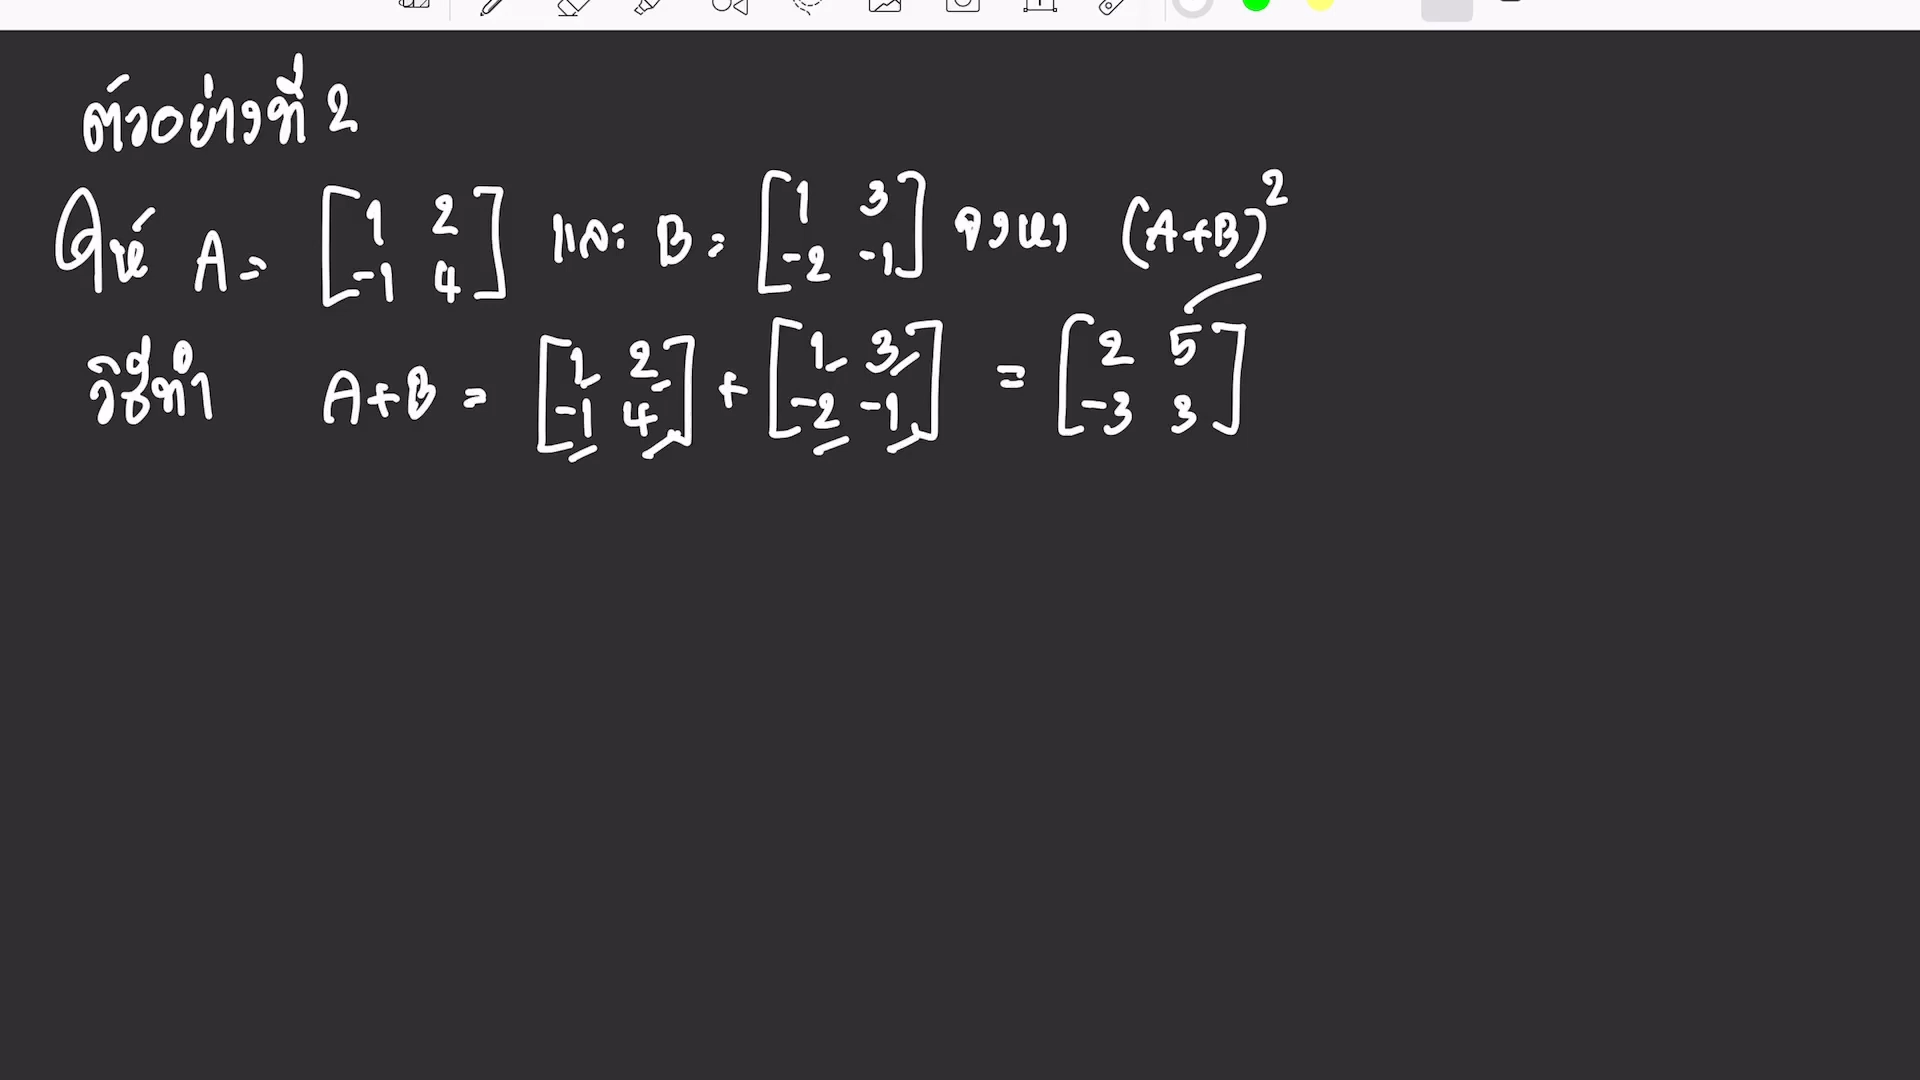 ตัวอย่างที่ 2
ให้ A = [1 2; -1 4] และ B = [1 3; -2 -1] จงหา (A+B)²
วิธีทำ A+B = [1 2; -1 4] + [1 3; -2 -1] = [2 5; -3 3]